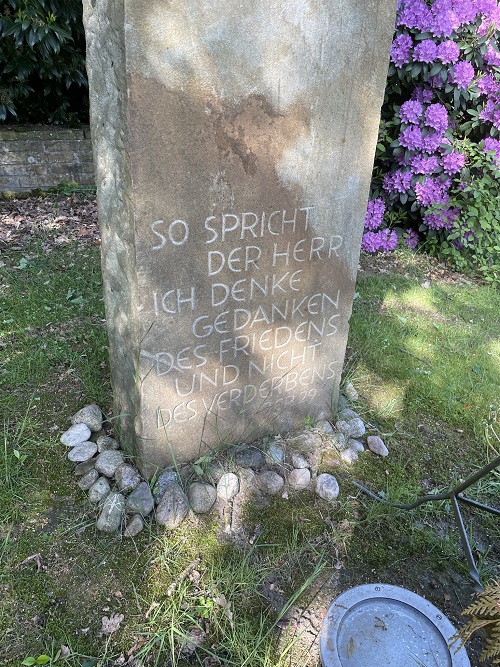 SO SPRICHT
DER HERR
ICH DENKE
GEDANKEN
DES FRIEDENS
UND NICHT
DES VERDERBENS